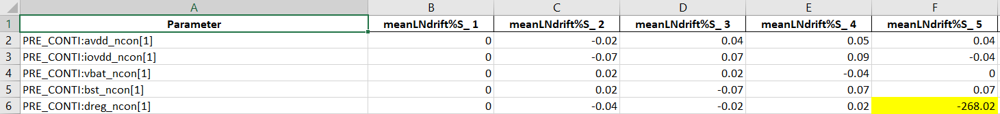 A B C D E F
1 Parameter meanLNdrift%S_ 1 meanLNdrift%S_ 2 meanLNdrift%S_ 3 meanLNdrift%S_ 4 meanLNdrift%S_ 5
2 PRE_CONTI:avdd_ncon[1] 0 -0.02 0.04 0.05 0.04
3 PRE_CONTI:iovdd_ncon[1] 0 -0.07 0.07 0.09 -0.04
4 PRE_CONTI:vbat_ncon[1] 0 0.02 0.02 -0.04 0
5 PRE_CONTI:bst_ncon[1] 0 0.02 -0.07 0.07 0.07
6 PRE_CONTI:dreg_ncon[1] 0 -0.04 -0.02 0.02 -268.02